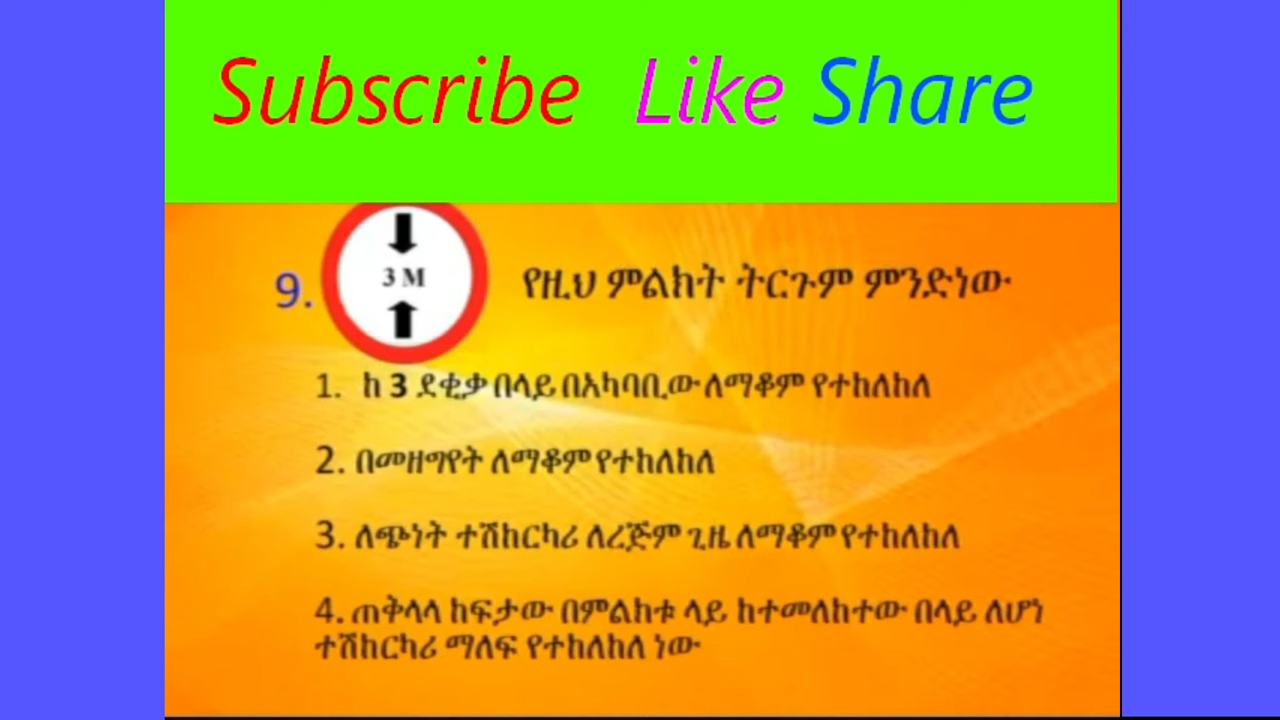 Subscribe Like Share
9. 3 M የዚህ ምልክት ትርጉም ምንድነው
1. ከ 3 ደቂቃ በላይ በአካባቢው ለማቆም የተከለከለ
2. በመዘግየት ለማቆም የተከለከለ
3. ለጭነት ተሽከርካሪ ለረጅም ጊዜ ለማቆም የተከለከለ
4. ጠቅላላ ከፍታው በምልክቱ ላይ ከተመለከተው በላይ ለሆነ
ተሽከርካሪ ማለፍ የተከለከለ ነው